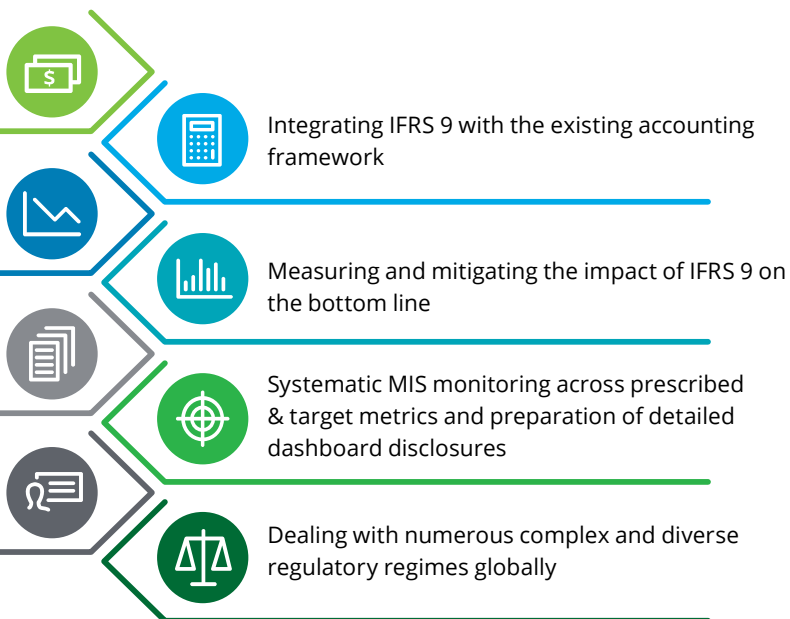 $
Integrating IFRS 9 with the existing accounting
framework
Measuring and mitigating the impact of IFRS 9 on
the bottom line
Systematic MIS monitoring across prescribed
& target metrics and preparation of detailed
dashboard disclosures
Dealing with numerous complex and diverse
regulatory regimes globally